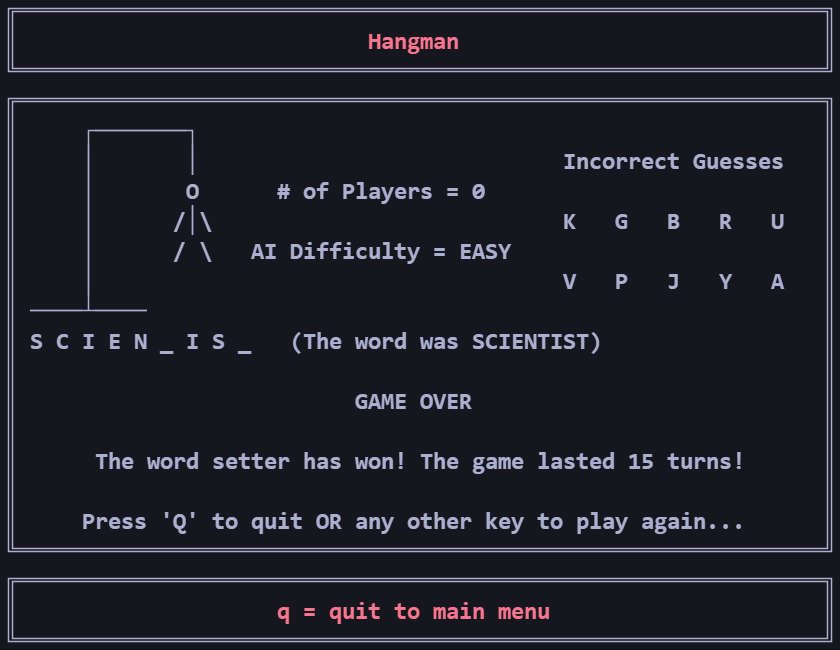 Hangman
Incorrect Guesses
O # of Players = 0
/|\ K G B R U
/ \ AI Difficulty = EASY
V P J Y A
S C I E N _ I S _ (The word was SCIENTIST)
GAME OVER
The word setter has won! The game lasted 15 turns!
Press 'Q' to quit OR any other key to play again...
q = quit to main menu